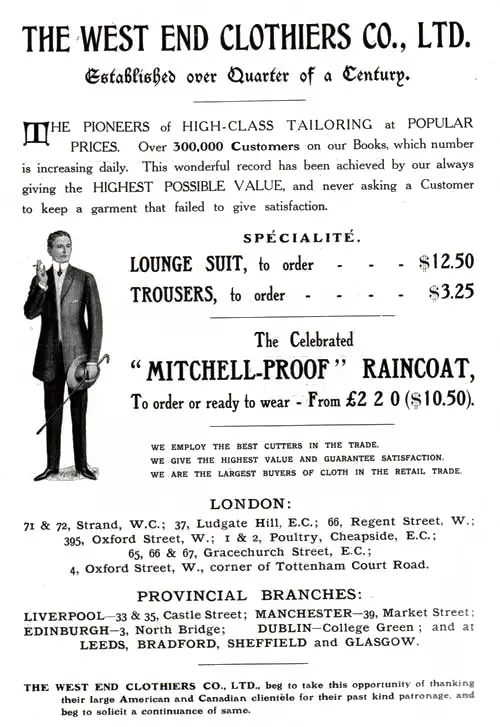 THE WEST END CLOTHIERS CO., LTD.
Established over Quarter of a Century.
THE PIONEERS of HIGH-CLASS TAILORING at POPULAR
PRICES. Over 300,000 Customers on our Books, which number
is increasing daily. This wonderful record has been achieved by our always
giving the HIGHEST POSSIBLE VALUE, and never asking a Customer
to keep a garment that failed to give satisfaction.
SPÉCIALITÉ.
LOUNGE SUIT, to order - - - $12.50
TROUSERS, to order - - - - $3.25
The Celebrated
"MITCHELL-PROOF" RAINCOAT,
To order or ready to wear - From £2 2 0 ($10.50).
WE EMPLOY THE BEST CUTTERS IN THE TRADE.
WE GIVE THE HIGHEST VALUE AND GUARANTEE SATISFACTION.
WE ARE THE LARGEST BUYERS OF CLOTH IN THE RETAIL TRADE.
LONDON:
71 & 72, Strand, W.C.; 37, Ludgate Hill, E.C.; 66, Regent Street, W.;
395, Oxford Street, W.; 1 & 2, Poultry, Cheapside, E.C.;
65, 66 & 67, Gracechurch Street, E.C.;
4, Oxford Street, W., corner of Tottenham Court Road.
PROVINCIAL BRANCHES:
LIVERPOOL—33 & 35, Castle Street; MANCHESTER—39, Market Street;
EDINBURGH—3, North Bridge; DUBLIN—College Green; and at
LEEDS, BRADFORD, SHEFFIELD and GLASGOW.
THE WEST END CLOTHIERS CO., LTD., beg to take this opportunity of thanking
their large American and Canadian clientèle for their past kind patronage, and
beg to solicit a continuance of same.